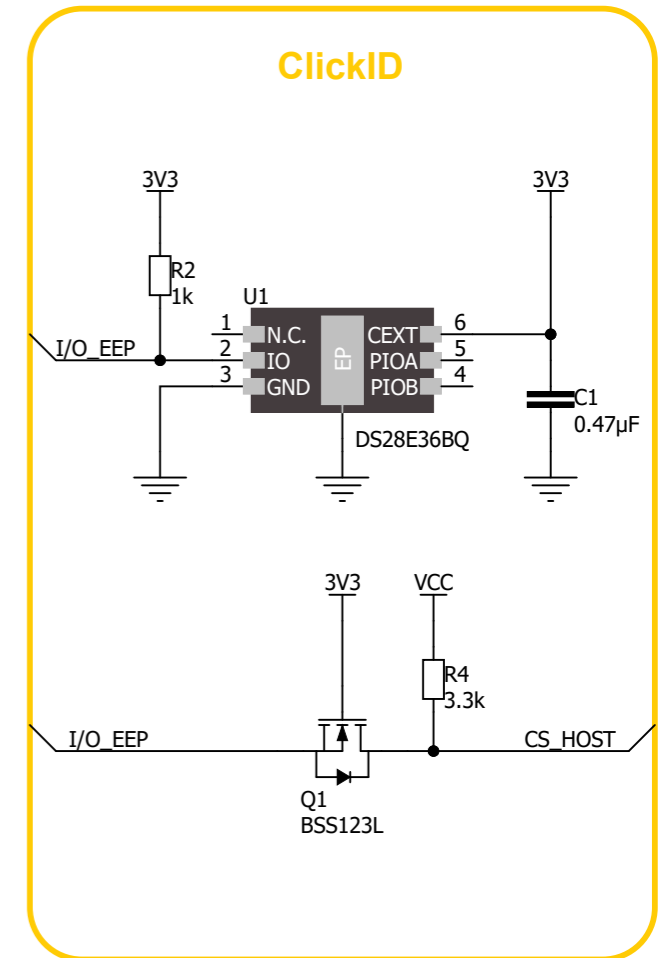 ClickID
3V3
3V3
R2
1k
U1
I/O_EEP
1 N.C. CEXT 6
2 IO EP PIOA 5
3 GND PIOB 4
DS28E36BQ
C1
0.47µF
3V3
VCC
R4
3.3k
I/O_EEP
CS_HOST
Q1
BSS123L